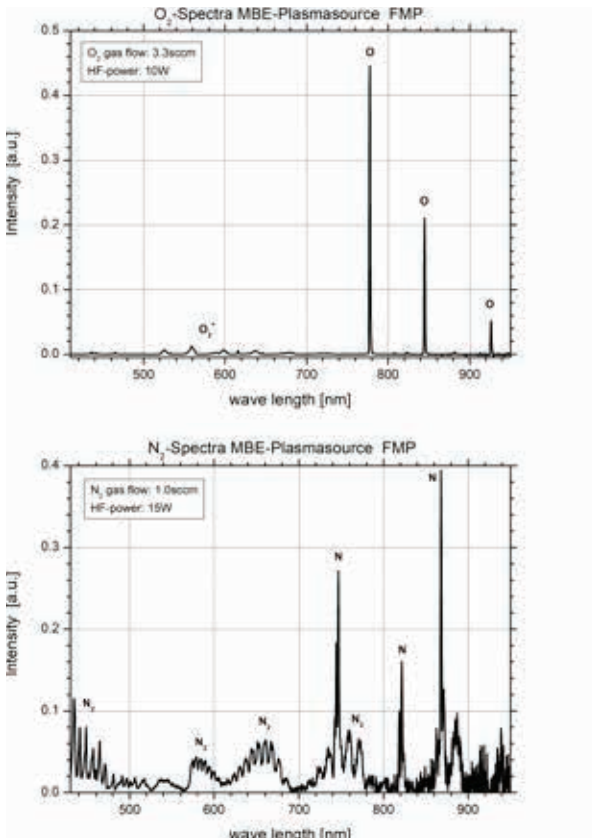 O₂-Spectra MBE-Plasmasource FMP
O₂ gas flow: 3.3sccm
HF-power: 10W
Intensity [a.u.]
0.5
0.4
0.3
0.2
0.1
0.0
O
O
O
O₂⁺
500 600 700 800 900
wave length [nm]
N₂-Spectra MBE-Plasmasource FMP
N₂ gas flow: 1.0sccm
HF-power: 15W
Intensity [a.u.]
0.4
0.3
0.2
0.1
0.0
N
N
N
N₂
N₂
N₂
N₂
500 600 700 800 900
wave length [nm]